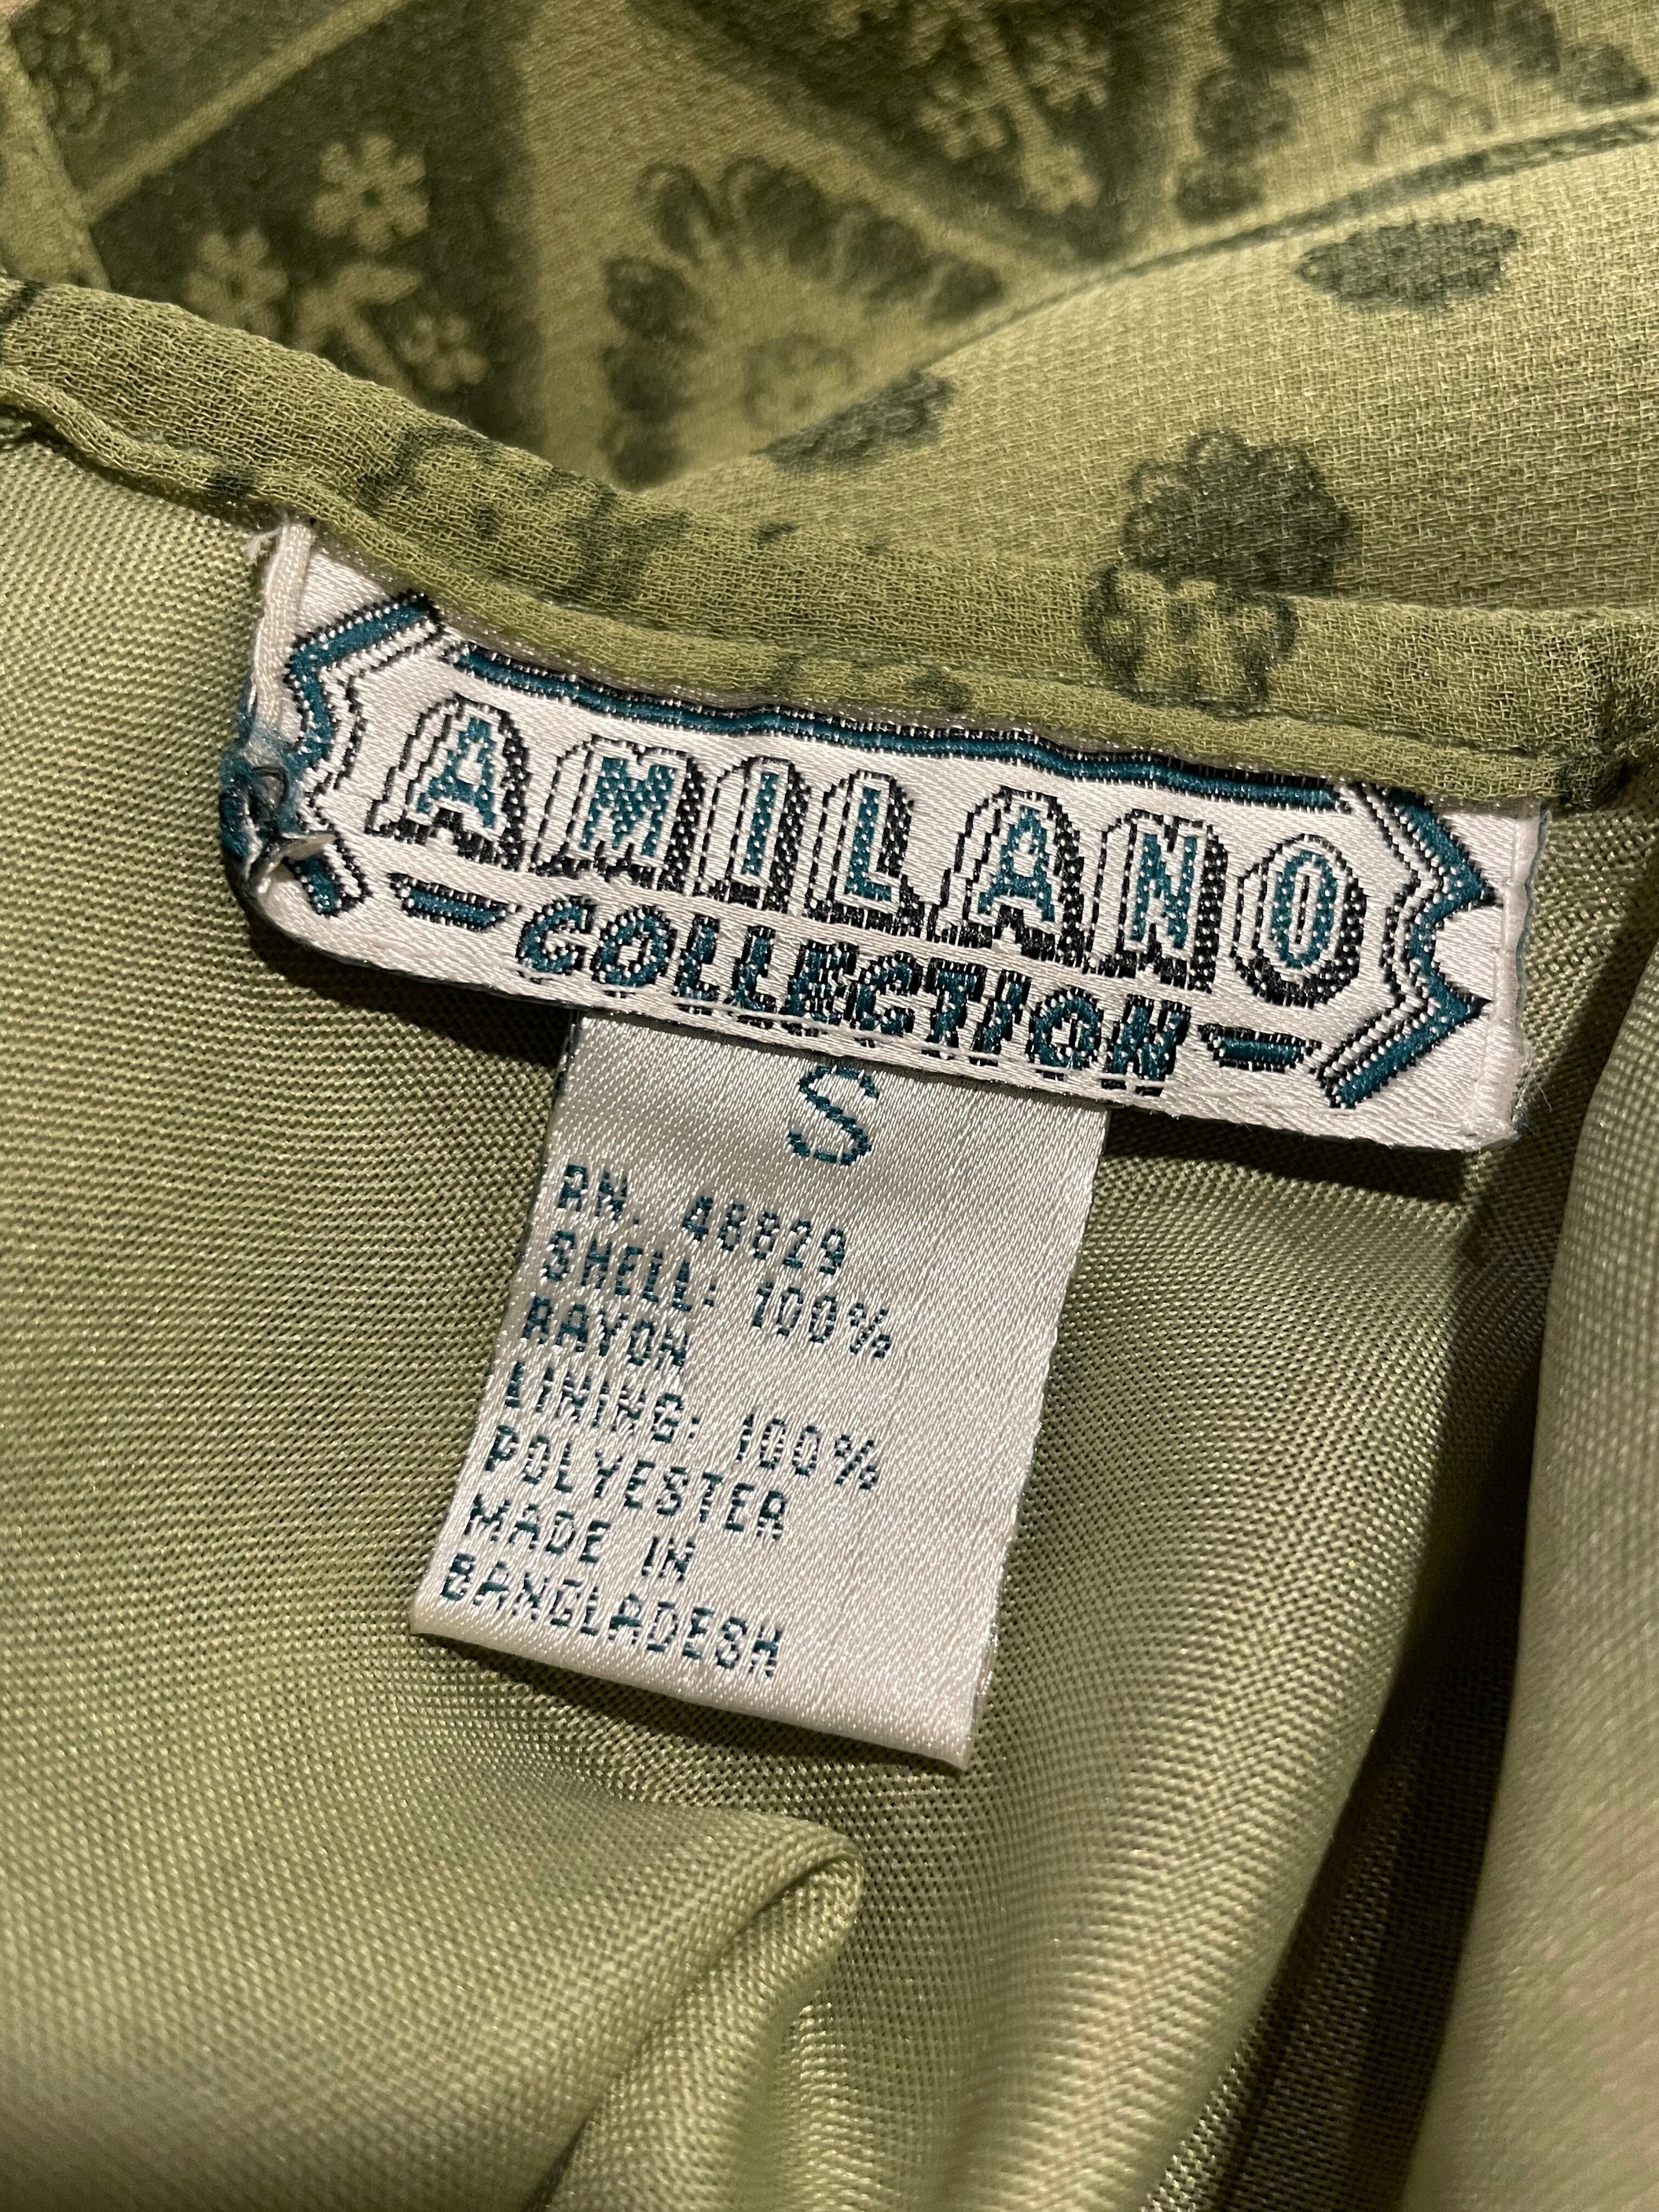 AMILANO
COLLECTION
S
RN. 48829
SHELL: 100%
RAYON
LINING: 100%
POLYESTER
MADE IN
BANGLADESH